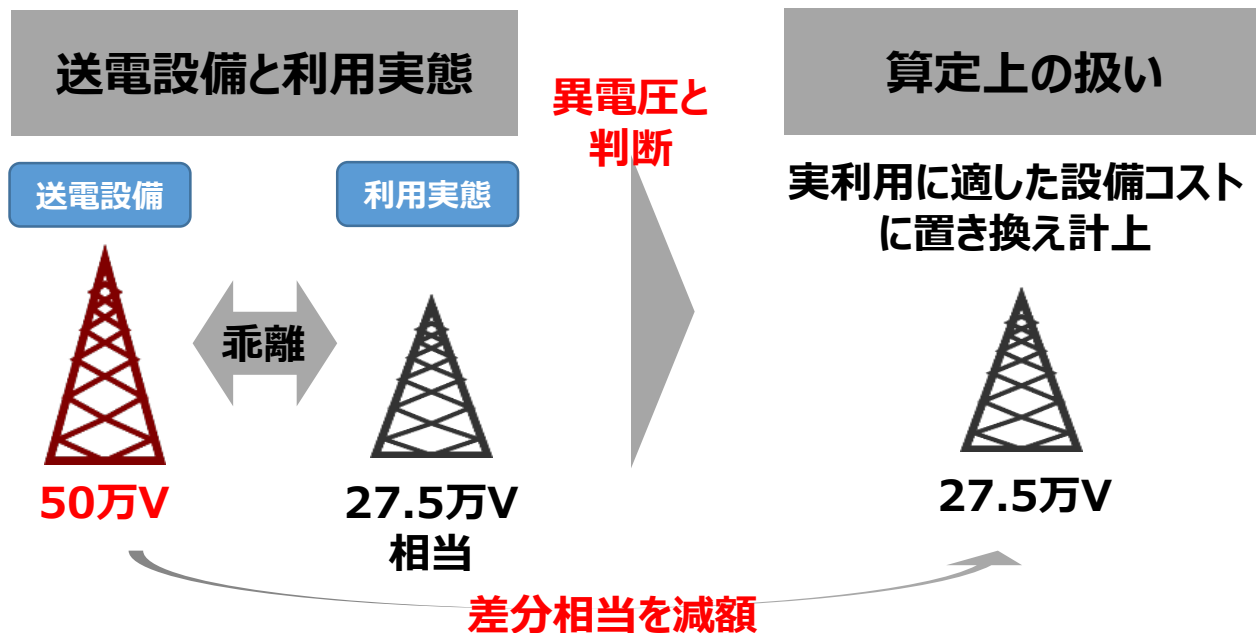 送電設備と利用実態
異電圧と
判断
算定上の扱い
送電設備
利用実態
実利用に適した設備コスト
に置き換え計上
乖離
50万V
27.5万V
相当
27.5万V
差分相当を減額